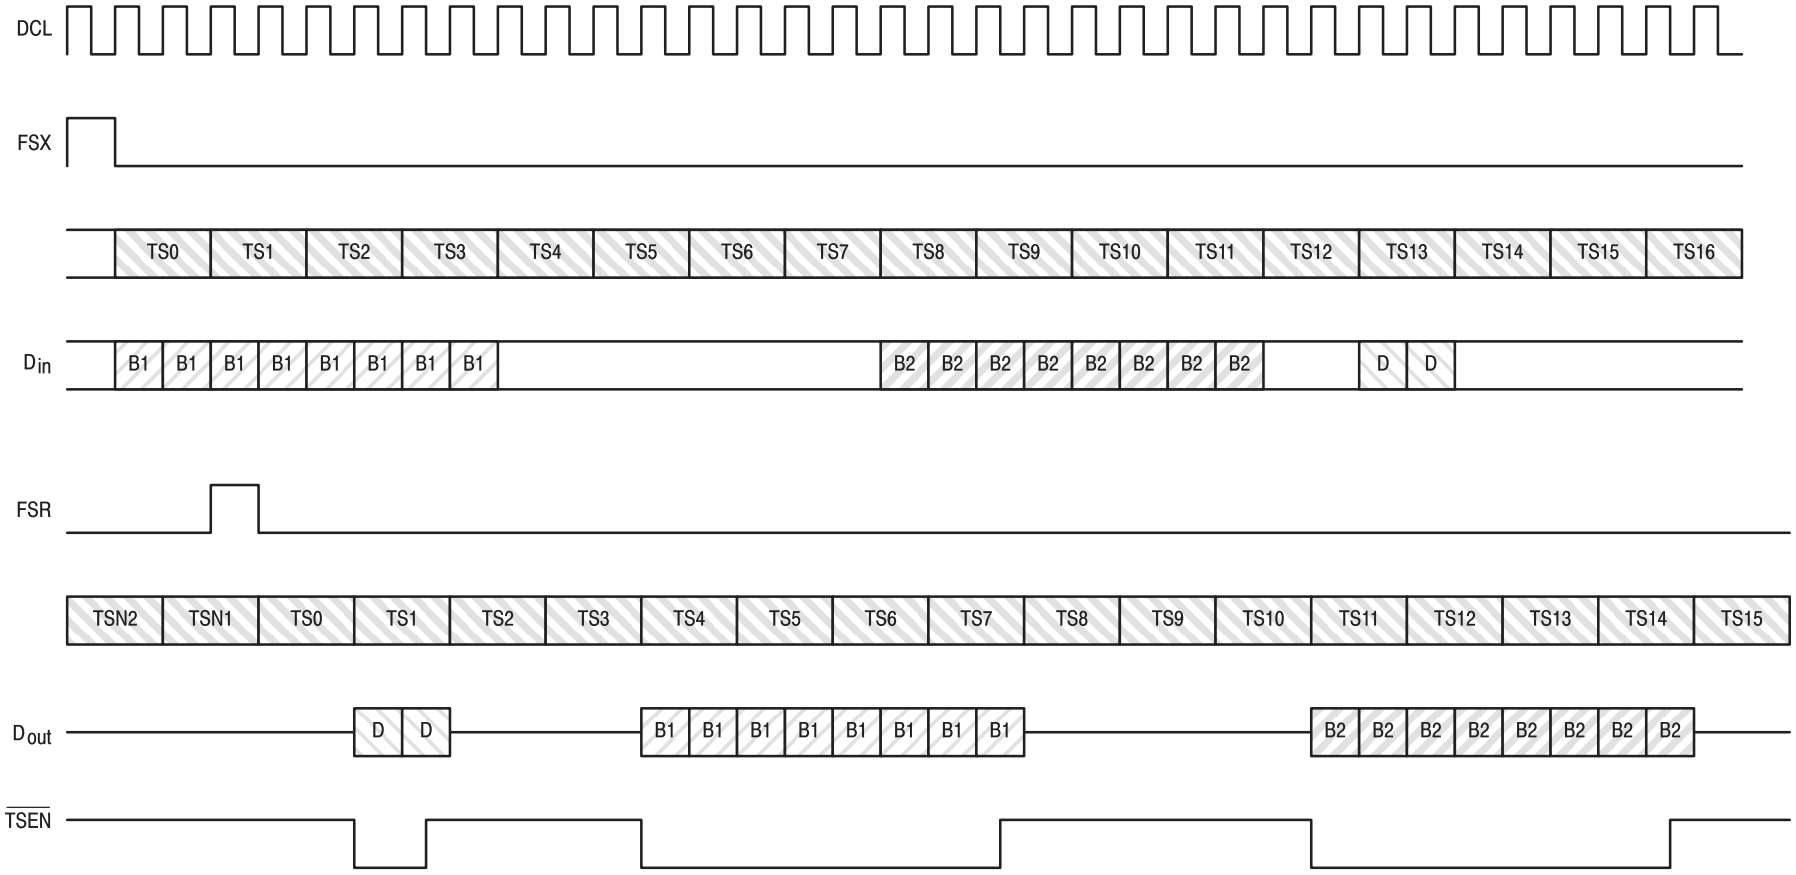 DCL
FSX
TS0 TS1 TS2 TS3 TS4 TS5 TS6 TS7 TS8 TS9 TS10 TS11 TS12 TS13 TS14 TS15 TS16
Din B1 B1 B1 B1 B1 B1 B1 B1 B2 B2 B2 B2 B2 B2 B2 B2 D D
FSR
TSN2 TSN1 TS0 TS1 TS2 TS3 TS4 TS5 TS6 TS7 TS8 TS9 TS10 TS11 TS12 TS13 TS14 TS15
Dout D D B1 B1 B1 B1 B1 B1 B1 B1 B2 B2 B2 B2 B2 B2 B2 B2
TSEN